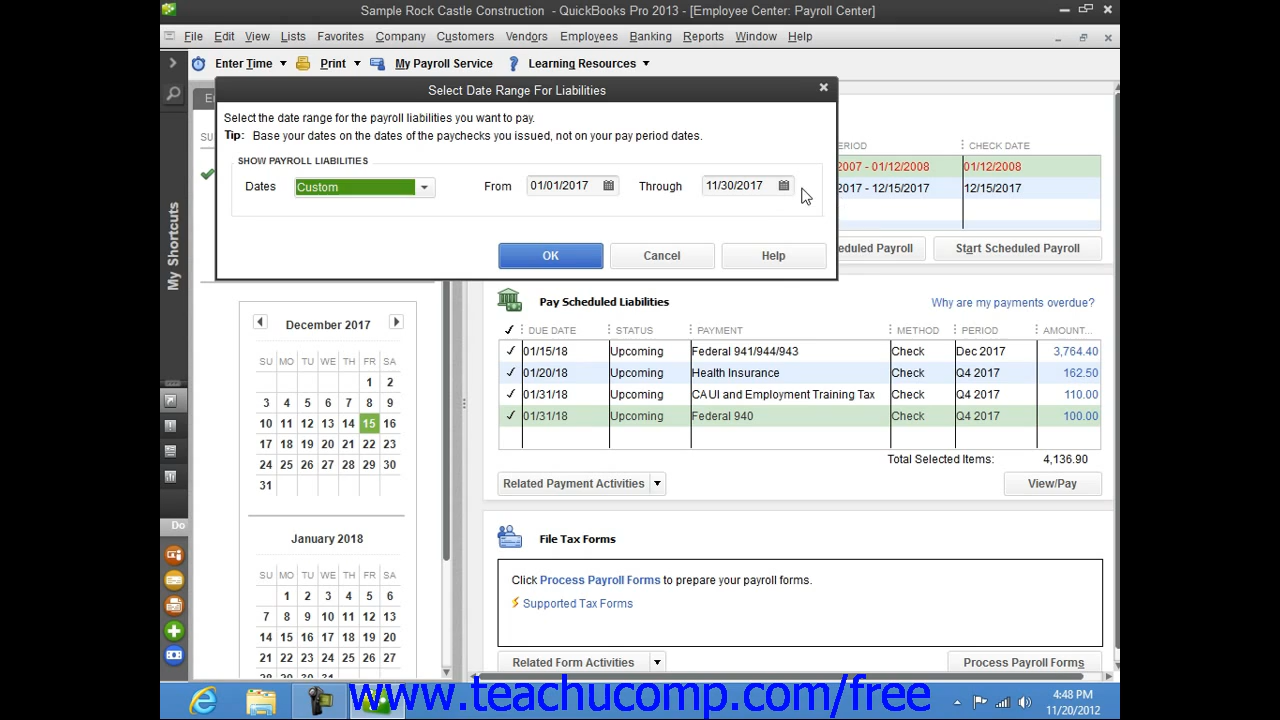 Sample Rock Castle Construction - QuickBooks Pro 2013 - [Employee Center: Payroll Center]
File Edit View Lists Favorites Company Customers Vendors Employees Banking Reports Window Help
Enter Time Print My Payroll Service Learning Resources
Select Date Range For Liabilities
Select the date range for the payroll liabilities you want to pay.
Tip: Base your dates on the dates of the paychecks you issued, not on your pay period dates.
SHOW PAYROLL LIABILITIES
Dates Custom From 01/01/2017 Through 11/30/2017
OK Cancel Help
SU
ERIOD CHECK DATE
2007 - 01/12/2008 01/12/2008
2017 - 12/15/2017 12/15/2017
eduled Payroll Start Scheduled Payroll
My Shortcuts
Do
December 2017
SU MO TU WE TH FR SA
1 2
3 4 5 6 7 8 9
10 11 12 13 14 15 16
17 18 19 20 21 22 23
24 25 26 27 28 29 30
31
January 2018
SU MO TU WE TH FR SA
1 2 3 4 5 6
7 8 9 10 11 12 13
14 15 16 17 18 19 20
21 22 23 24 25 26 27
Pay Scheduled Liabilities Why are my payments overdue?
DUE DATE STATUS PAYMENT METHOD PERIOD AMOUNT...
01/15/18 Upcoming Federal 941/944/943 Check Dec 2017 3,764.40
01/20/18 Upcoming Health Insurance Check Q4 2017 162.50
01/31/18 Upcoming CAUI and Employment Training Tax Check Q4 2017 110.00
01/31/18 Upcoming Federal 940 Check Q4 2017 100.00
Total Selected Items: 4,136.90
Related Payment Activities View/Pay
File Tax Forms
Click Process Payroll Forms to prepare your payroll forms.
Supported Tax Forms
Related Form Activities Process Payroll Forms
www.teachucomp.com/free
4:48 PM
11/20/2012